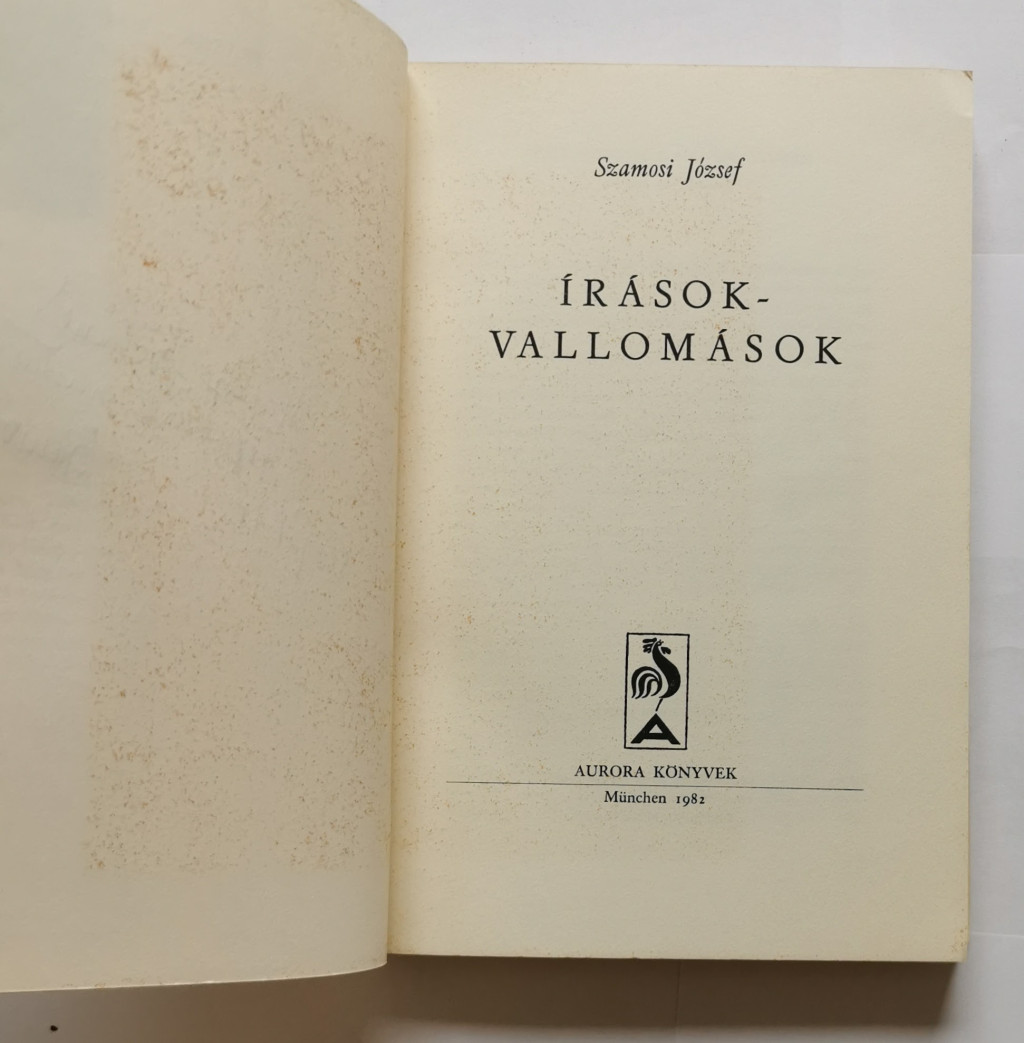 Szamosi József
ÍRÁSOK-
VALLOMÁSOK
A
AURORA KÖNYVEK
München 1982